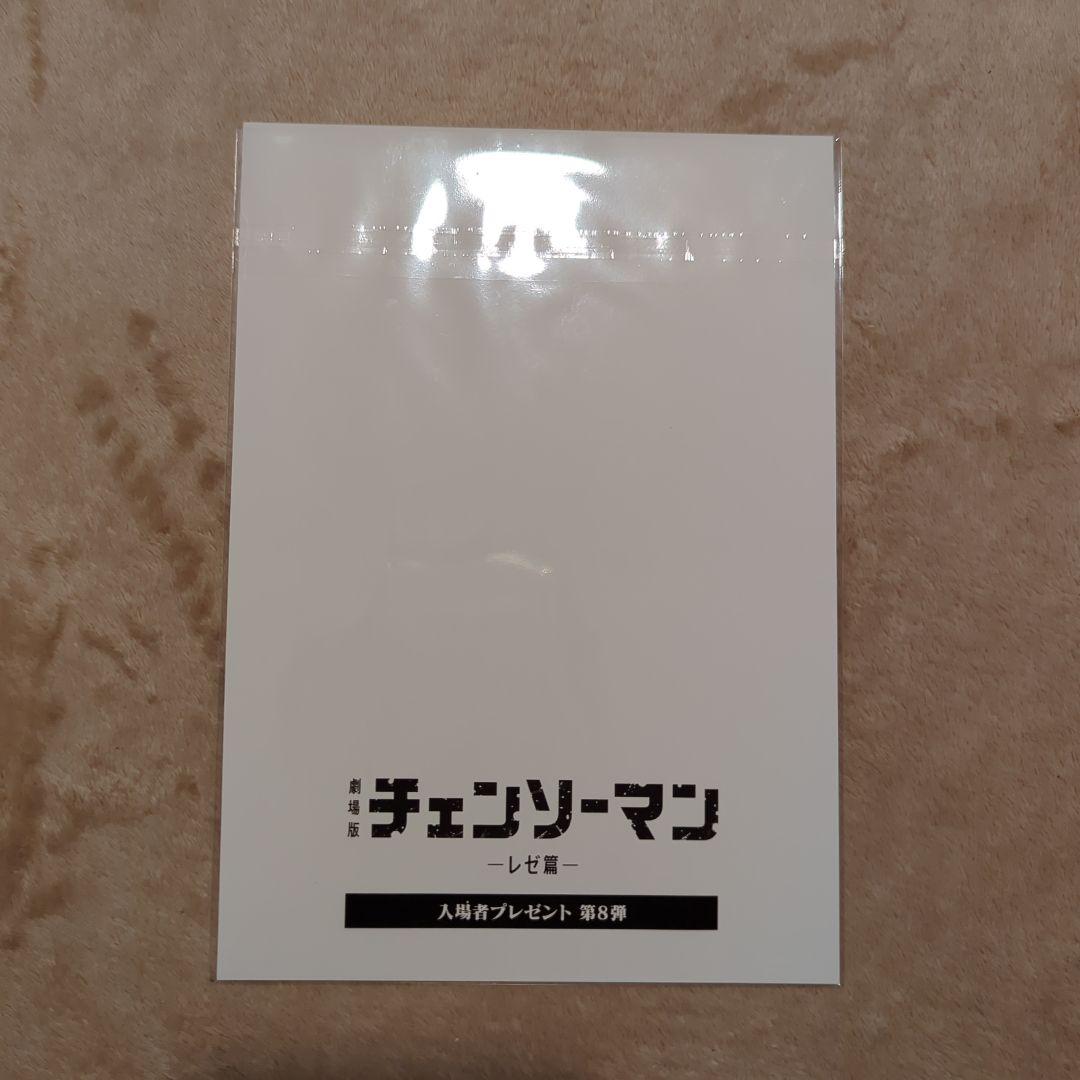 劇場版
チェンソーマン
―レゼ篇―
入場者プレゼント 第8弾